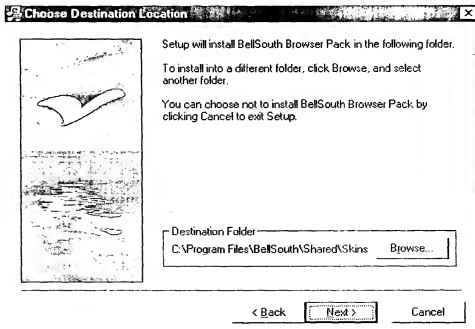 Choose Destination Location
Setup will install BellSouth Browser Pack in the following folder.
To install into a different folder, click Browse, and select
another folder.
You can choose not to install BellSouth Browser Pack by
clicking Cancel to exit Setup.
Destination Folder
C:\Program Files\BellSouth\Shared\Skins
Browse...
< Back
Next >
Cancel